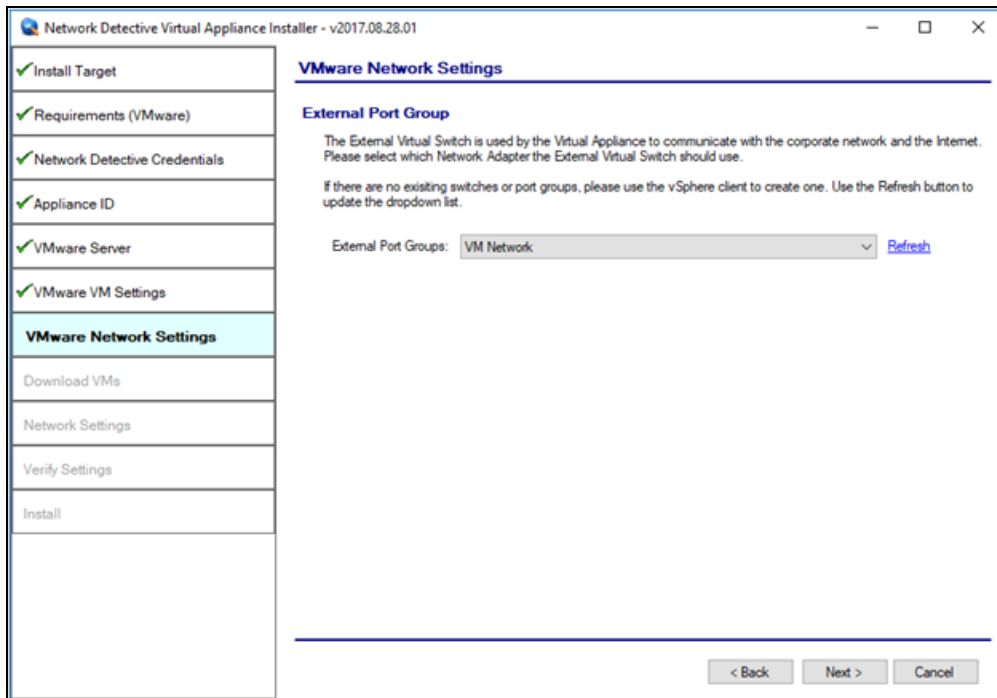 Network Detective Virtual Appliance Installer - v2017.08.28.01
Install Target
Requirements (VMware)
Network Detective Credentials
Appliance ID
VMware Server
VMware VM Settings
VMware Network Settings
Download VMs
Network Settings
Verify Settings
Install
VMware Network Settings
External Port Group
The External Virtual Switch is used by the Virtual Appliance to communicate with the corporate network and the Internet.
Please select which Network Adapter the External Virtual Switch should use.
If there are no existing switches or port groups, please use the vSphere client to create one. Use the Refresh button to
update the dropdown list.
External Port Groups: VM Network Refresh
< Back Next > Cancel